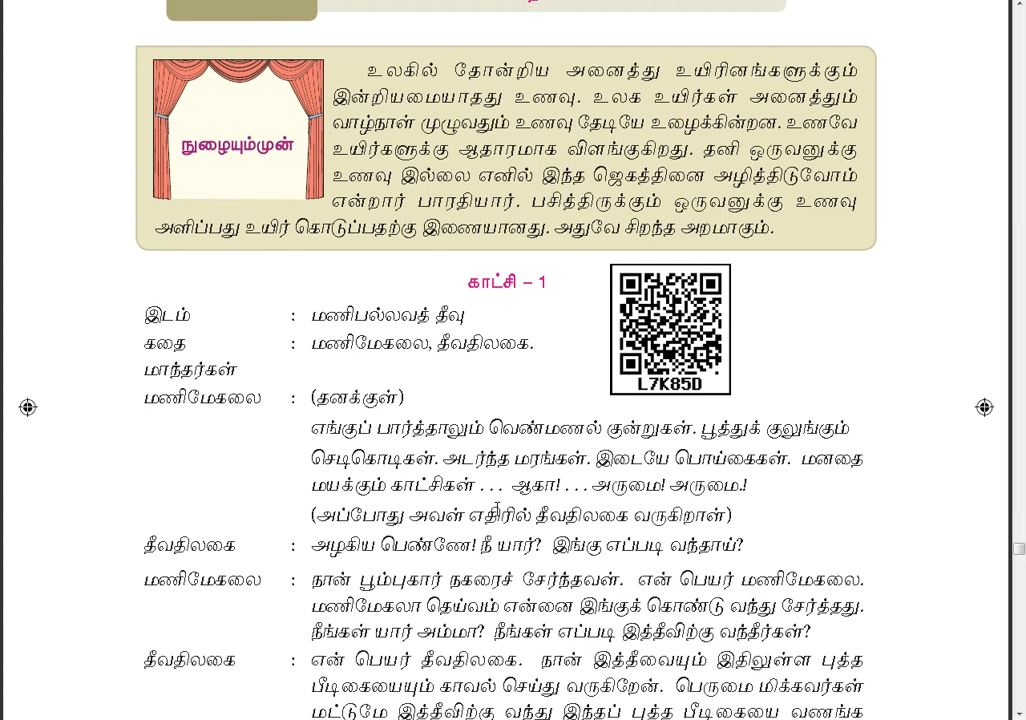 உலகில் தோன்றிய அனைத்து உயிரினங்களுக்கும்
இன்றியமையாதது உணவு. உலக உயிர்கள் அனைத்தும்
வாழ்நாள் முழுவதும் உணவு தேடியே உழைக்கின்றன. உணவே
நுழையும்முன்
உயிர்களுக்கு ஆதாரமாக விளங்குகிறது. தனி ஒருவனுக்கு
உணவு இல்லை எனில் இந்த ஜெகத்தினை அழித்திடுவோம்
என்றார் பாரதியார். பசித்திருக்கும் ஒருவனுக்கு உணவு
அளிப்பது உயிர் கொடுப்பதற்கு இணையானது. அதுவே சிறந்த அறமாகும்.
காட்சி – 1
இடம் : மணிபல்லவத் தீவு
கதை : மணிமேகலை, தீவதிலகை.
மாந்தர்கள்
L7K85D
மணிமேகலை : (தனக்குள்)
எங்குப் பார்த்தாலும் வெண்மணல் குன்றுகள். பூத்துக் குலுங்கும்
செடிகொடிகள். அடர்ந்த மரங்கள். இடையே பொய்கைகள். மனதை
மயக்கும் காட்சிகள் . . . ஆகா! . . . அருமை! அருமை.!
(அப்போது அவள் எதிரில் தீவதிலகை வருகிறாள்)
தீவதிலகை : அழகிய பெண்ணே! நீ யார்? இங்கு எப்படி வந்தாய்?
மணிமேகலை : நான் பூம்புகார் நகரைச் சேர்ந்தவள். என் பெயர் மணிமேகலை.
மணிமேகலா தெய்வம் என்னை இங்குக் கொண்டு வந்து சேர்த்தது.
நீங்கள் யார் அம்மா? நீங்கள் எப்படி இத்தீவிற்கு வந்தீர்கள்?
தீவதிலகை : என் பெயர் தீவதிலகை. நான் இத்தீவையும் இதிலுள்ள புத்த
பீடிகையையும் காவல் செய்து வருகிறேன். பெருமை மிக்கவர்கள்
மட்டுமே இத்தீவிற்கு வந்து இந்தப் புத்த பீடிகையை வணங்க